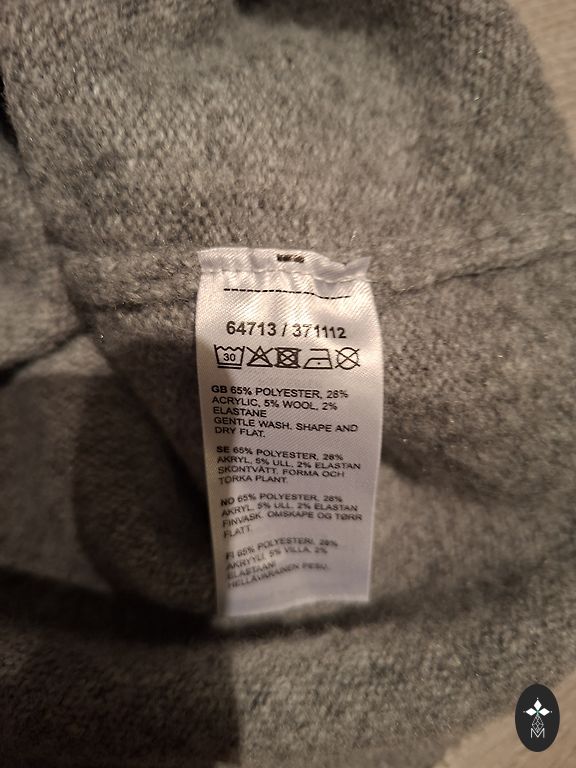 64713 / 371112
30
GB 65% POLYESTER, 28%
ACRYLIC, 5% WOOL, 2%
ELASTANE
GENTLE WASH. SHAPE AND
DRY FLAT.
SE 65% POLYESTER, 28%
AKRYL, 5% ULL, 2% ELASTAN
SKONTVÄTT. FORMA OCH
TORKA PLANT.
NO 65% POLYESTER, 28%
AKRYL, 5% ULL, 2% ELASTAN
FINVASK. OMSKAPE OG TØRR
FLATT.
FI 65% POLYESTERI, 28%
AKRYYLI, 5% VILLA, 2%
ELASTAANI
HELLÄVARAINEN PESU.
M